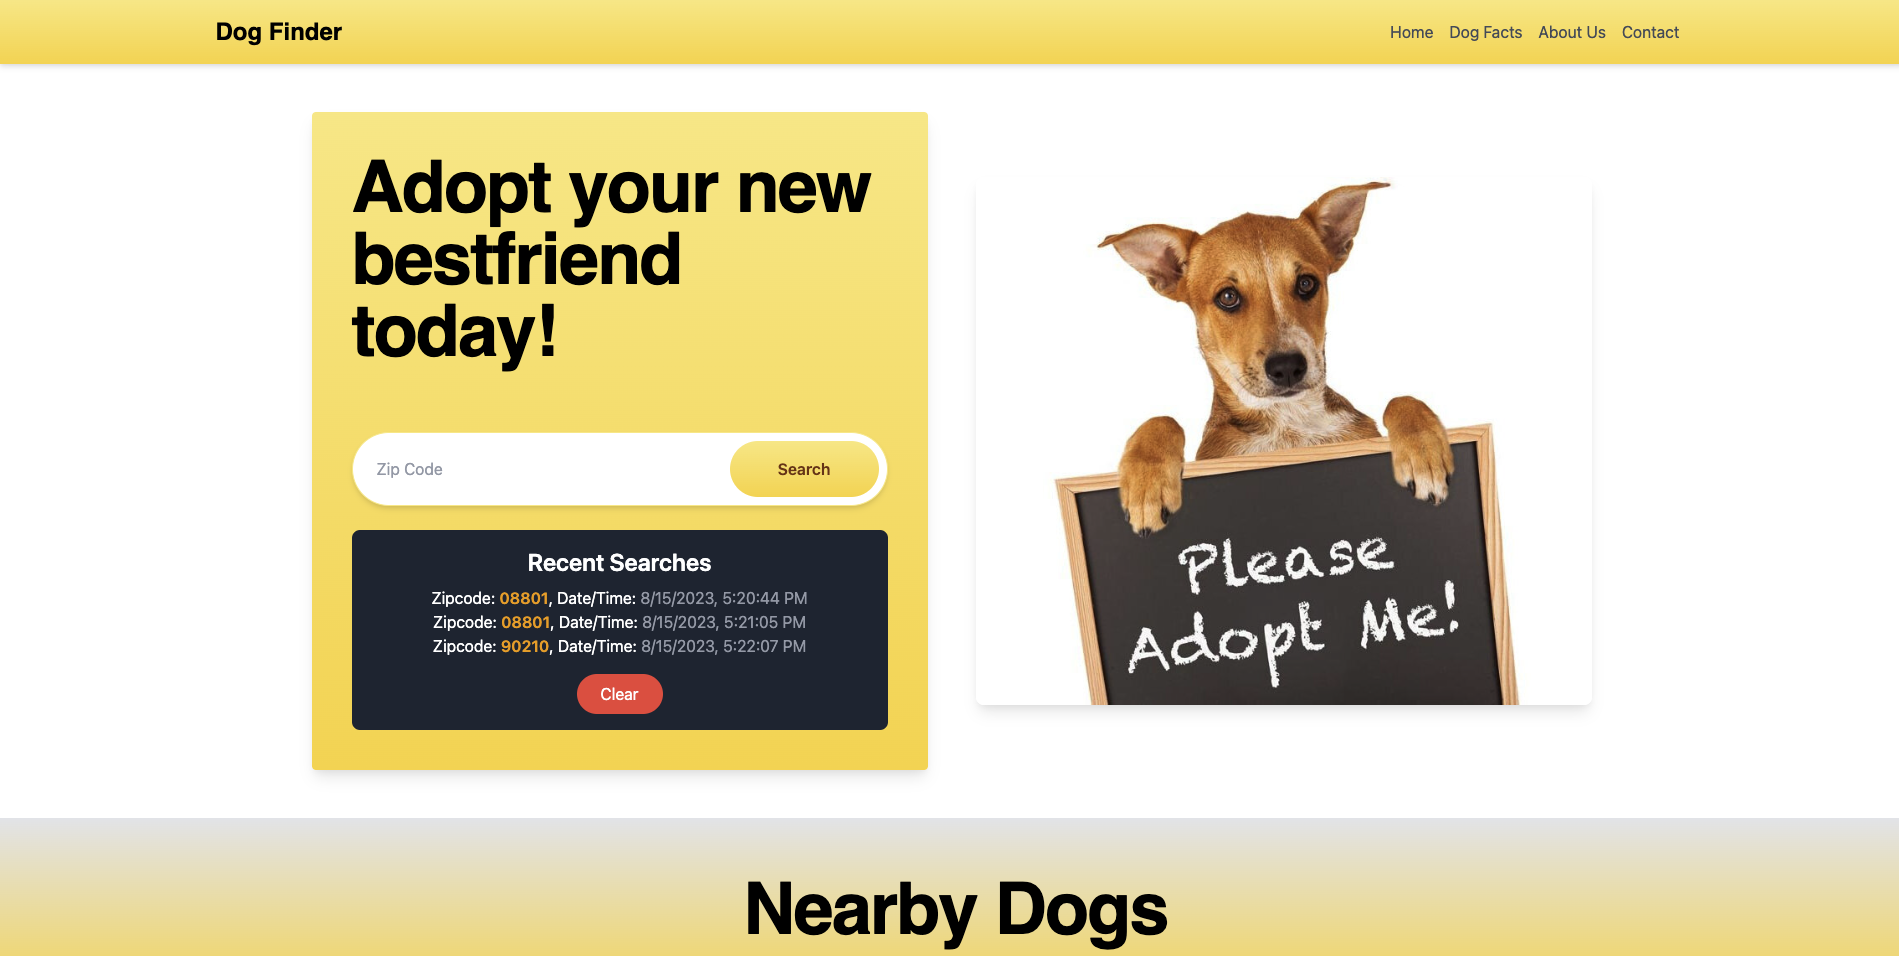 Dog Finder
Home Dog Facts About Us Contact
Adopt your new
bestfriend
today!
Zip Code
Search
Recent Searches
Zipcode: 08801, Date/Time: 8/15/2023, 5:20:44 PM
Zipcode: 08801, Date/Time: 8/15/2023, 5:21:05 PM
Zipcode: 90210, Date/Time: 8/15/2023, 5:22:07 PM
Clear
Please
Adopt Me!
Nearby Dogs